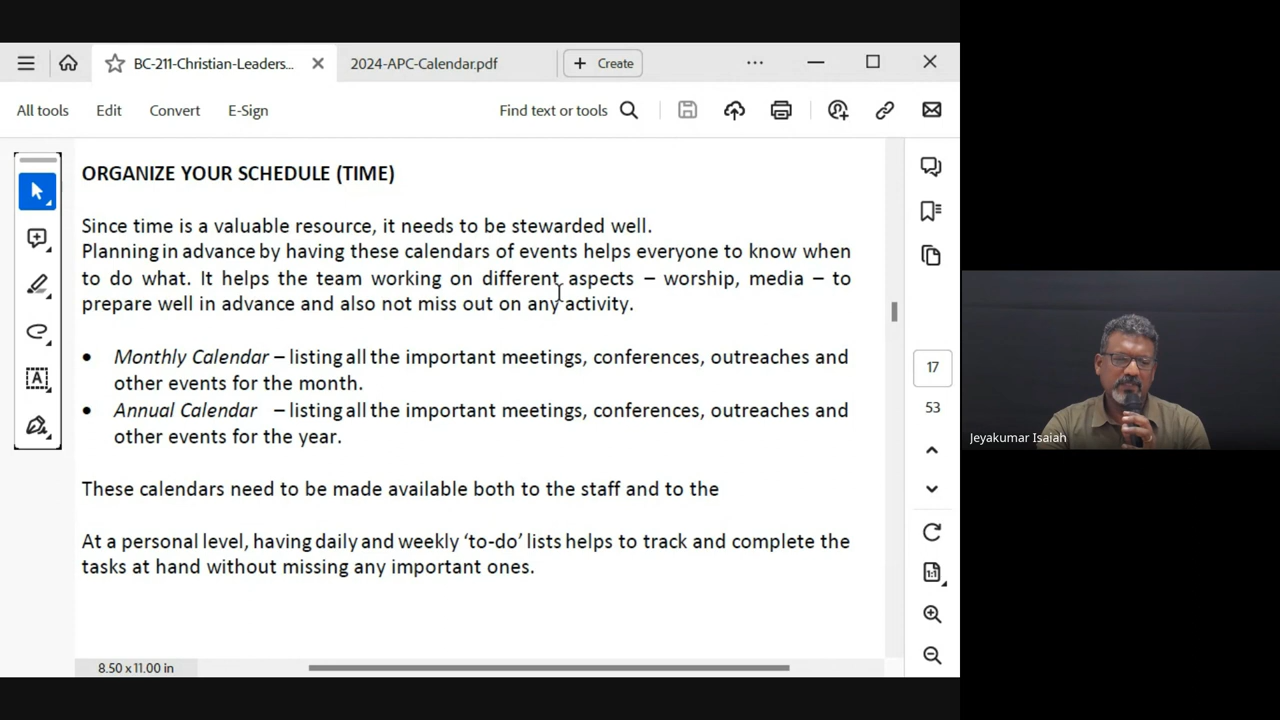 BC-211-Christian-Leaders...
2024-APC-Calendar.pdf
Create
All tools
Edit
Convert
E-Sign
Find text or tools
ORGANIZE YOUR SCHEDULE (TIME)
Since time is a valuable resource, it needs to be stewarded well.
Planning in advance by having these calendars of events helps everyone to know when
to do what. It helps the team working on different aspects – worship, media – to
prepare well in advance and also not miss out on any activity.
• Monthly Calendar – listing all the important meetings, conferences, outreaches and
other events for the month.
• Annual Calendar – listing all the important meetings, conferences, outreaches and
other events for the year.
These calendars need to be made available both to the staff and to the
At a personal level, having daily and weekly ‘to-do’ lists helps to track and complete the
tasks at hand without missing any important ones.
8.50 x 11.00 in
17
53
1:1
Jeyakumar Isaiah